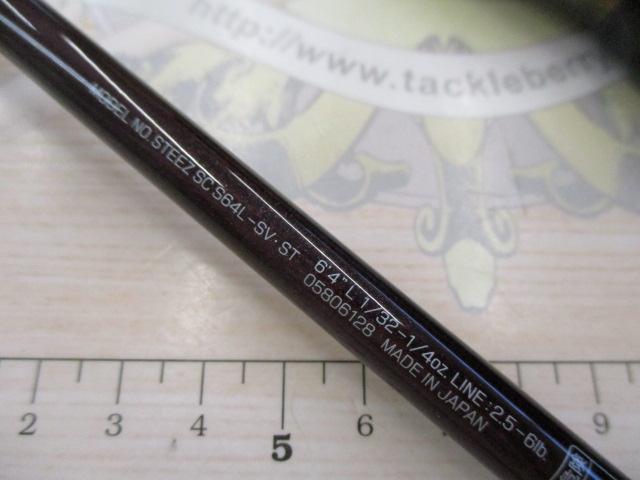 http://www.tackleberry
MODEL NO. STEEZ SC S64L-SV·ST 6'4" L 1/32-1/4oz. LINE:2.5-6lb.
05806128 MADE IN JAPAN
2 3 4 5 6 9